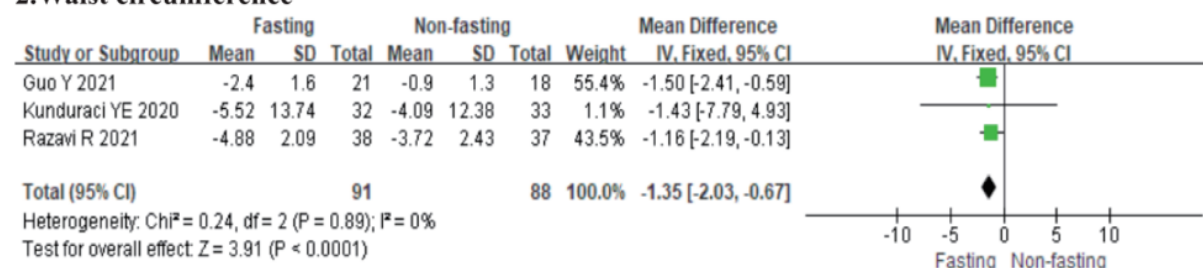 2.Waist circumference
Fasting Non-fasting Mean Difference Mean Difference
Study or Subgroup Mean SD Total Mean SD Total Weight IV, Fixed, 95% CI IV, Fixed, 95% CI
Guo Y 2021 -2.4 1.6 21 -0.9 1.3 18 55.4% -1.50 [-2.41, -0.59]
Kunduraci YE 2020 -5.52 13.74 32 -4.09 12.38 33 1.1% -1.43 [-7.79, 4.93]
Razavi R 2021 -4.88 2.09 38 -3.72 2.43 37 43.5% -1.16 [-2.19, -0.13]
Total (95% CI) 91 88 100.0% -1.35 [-2.03, -0.67]
Heterogeneity: Chi² = 0.24, df = 2 (P = 0.89); I² = 0%
Test for overall effect: Z = 3.91 (P < 0.0001)
-10 -5 0 5 10
Fasting Non-fasting